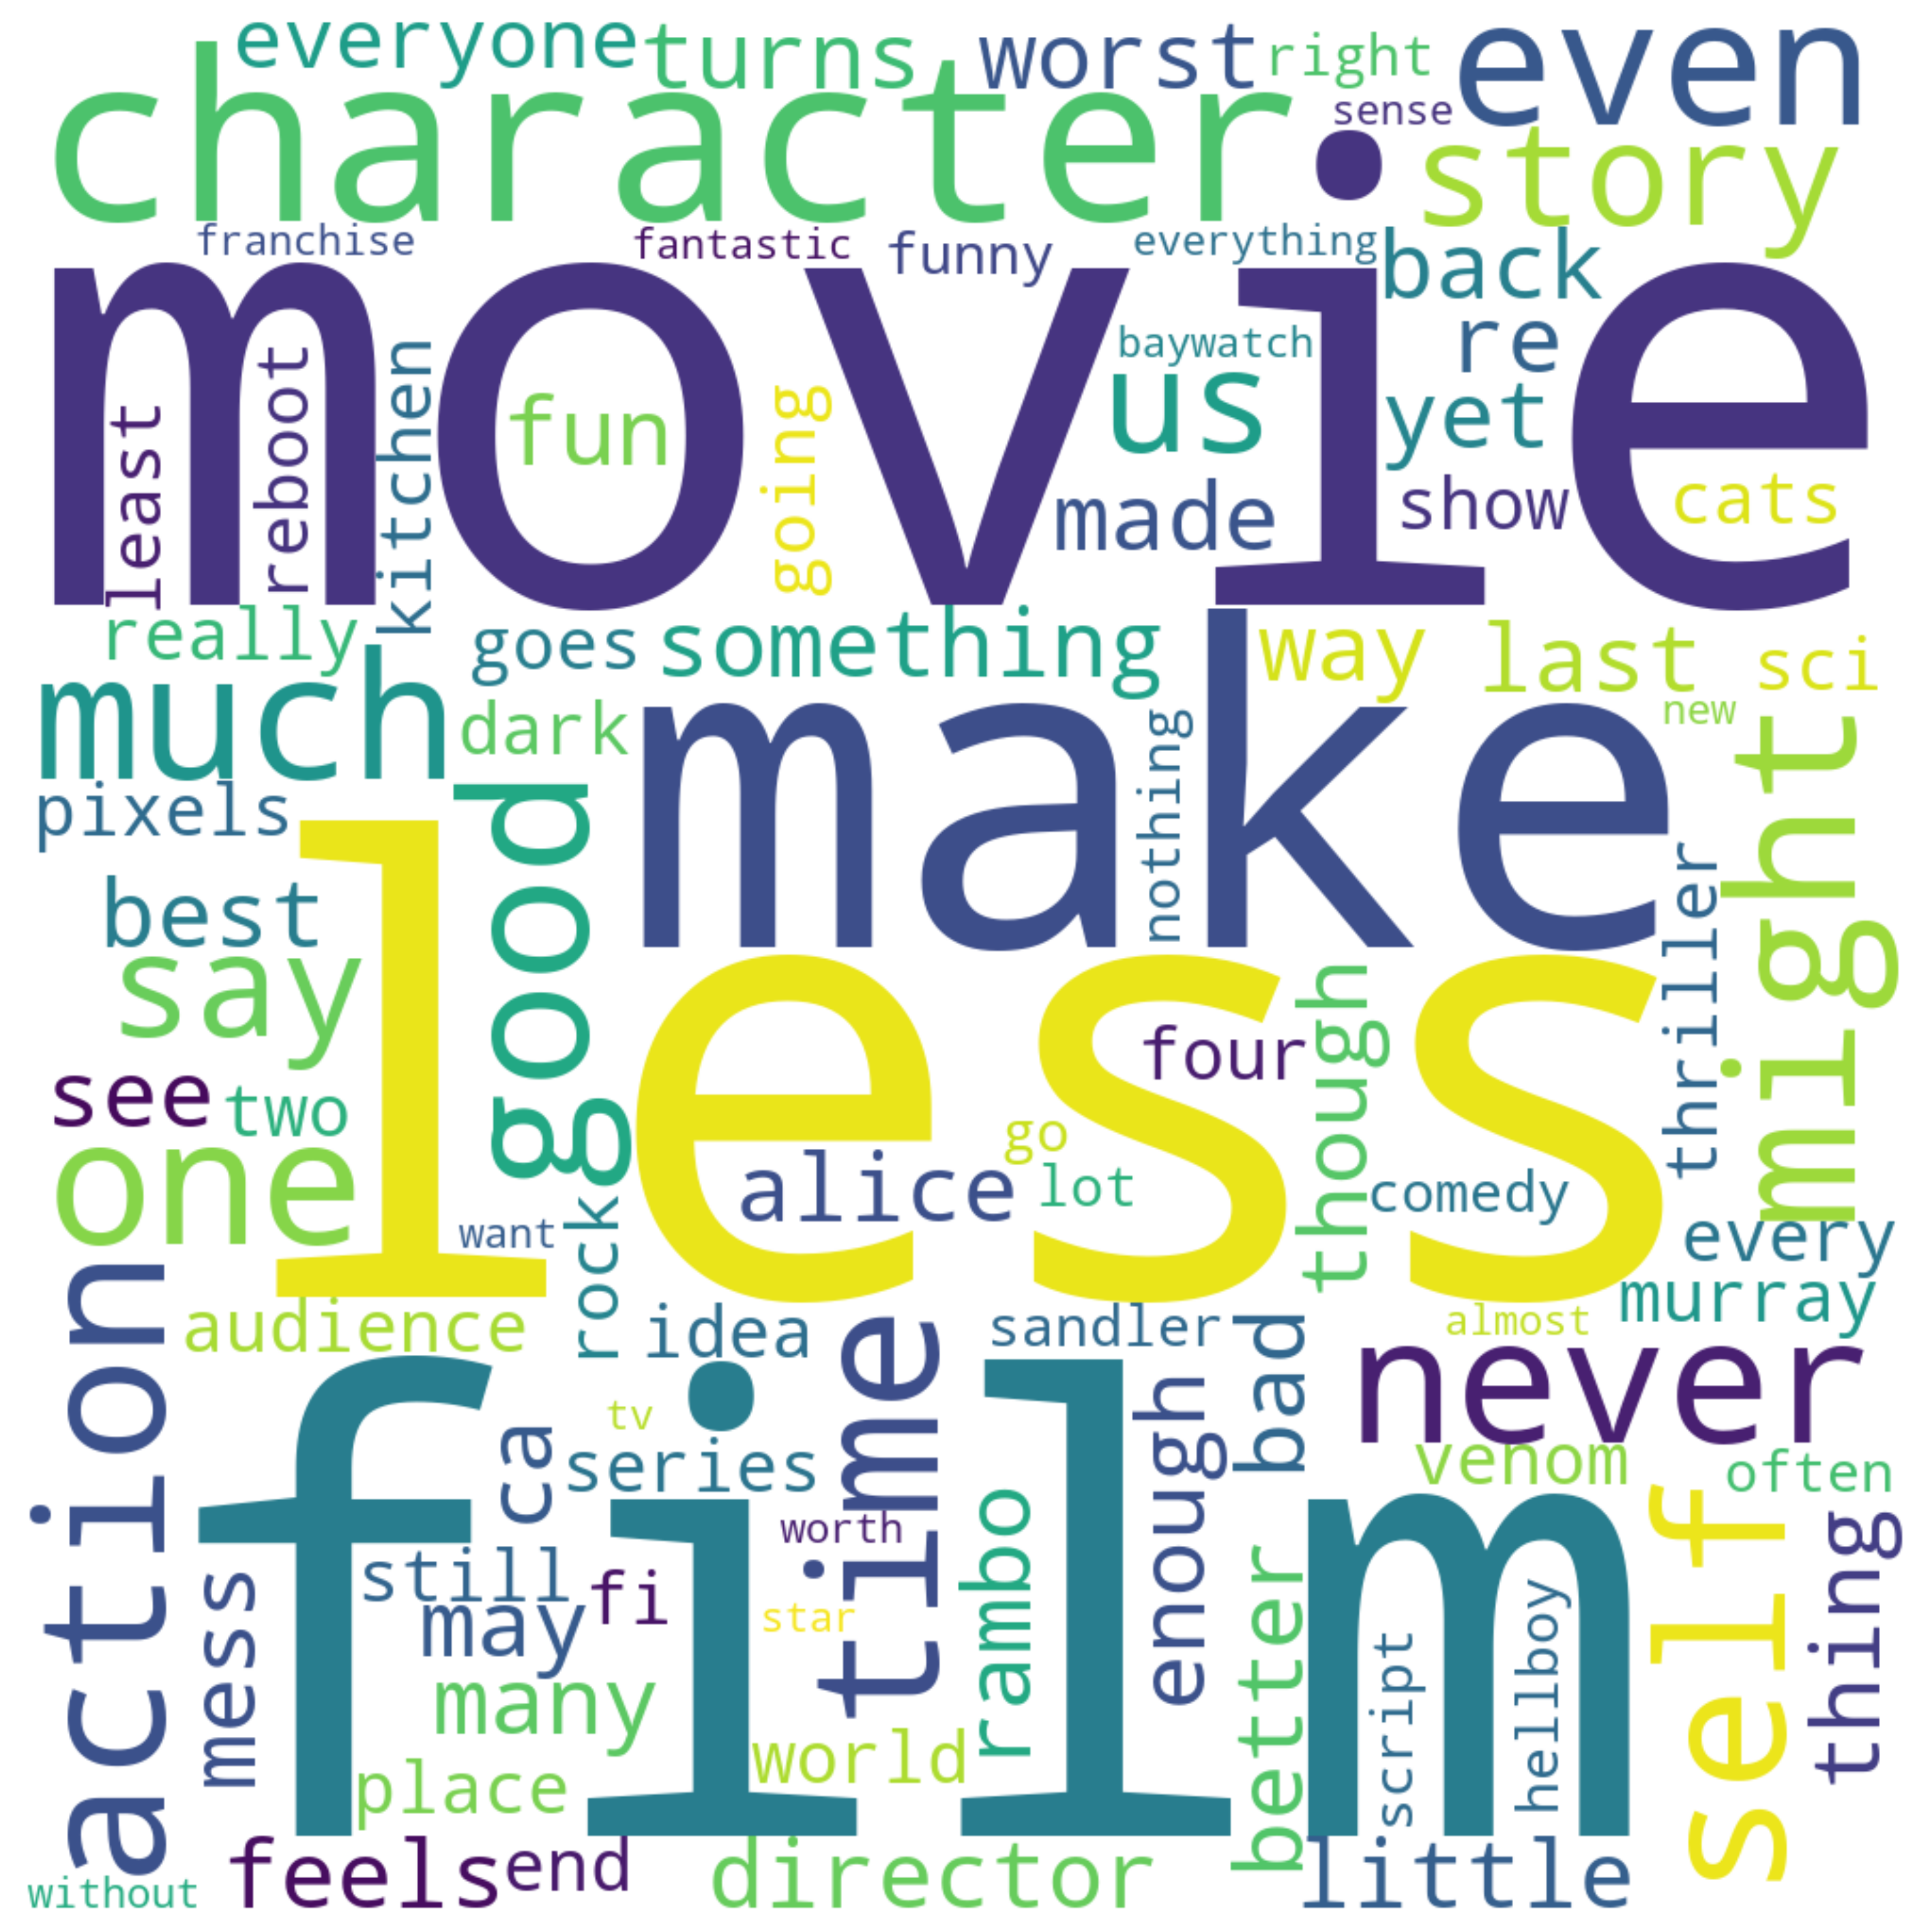 everyone turns worst right even
character sense story
franchise fantastic funny everything back
movie
least reboot kitchen fun going baywatch us re yet made show cats
really goes something way last sci
much dark make nothing new might
pixels good
best thriller
say less though
see two four
one alice go lot comedy
want rock every
action audience idea time sandler bad almost murray
film never
ca tv series enough venom often
mess still fi worth rambo self thing
may star better script hellboy
many
place world
without feels end director little